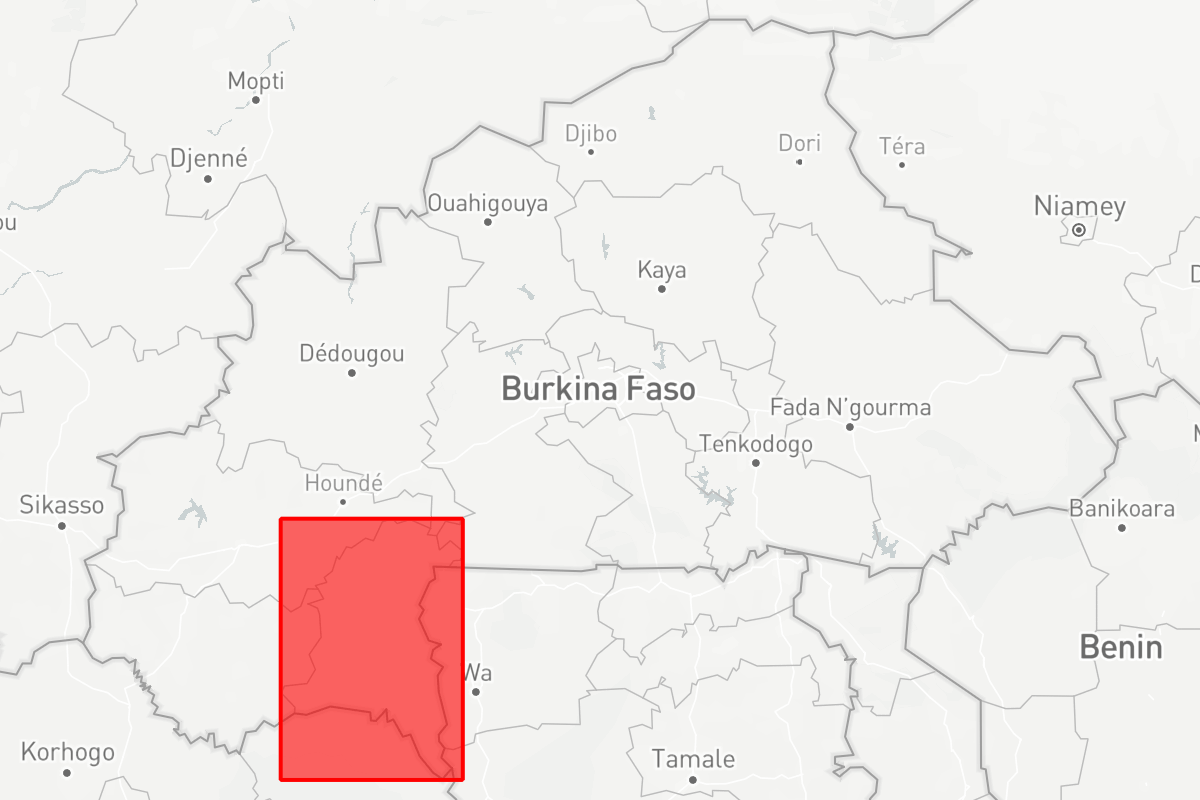 Mopti
Djibo
Dori
Téra
Djenné
Ouahigouya
Niamey
ou
Kaya
D
Dédougou
Burkina Faso
Fada N'gourma
M
Tenkodogo
Houndé
Sikasso
Banikoara
Benin
Wa
Korhogo
Tamale